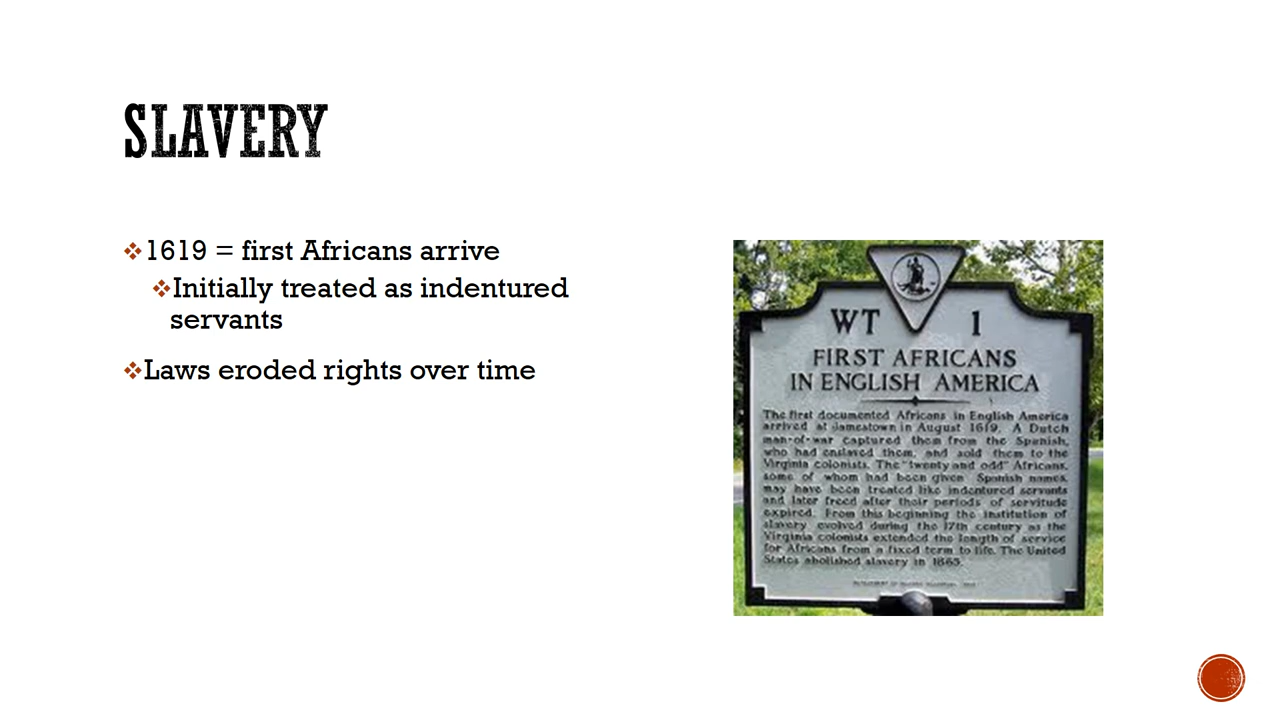 SLAVERY
1619 = first Africans arrive
Initially treated as indentured
servants
Laws eroded rights over time
WT 1
FIRST AFRICANS
IN ENGLISH AMERICA
The first documented Africans in English America
arrived at Jamestown in August 1619. A Dutch
man-of-war captured them from the Spanish,
who had enslaved them, and sold them to the
Virginia colonists. The "twenty and odd" Africans,
some of whom had been given Spanish names,
may have been treated like indentured servants
and later freed after their periods of servitude
expired. From this beginning the institution of
slavery evolved during the 17th century as the
Virginia colonists extended the length of service
for Africans from a fixed term to life. The United
States abolished slavery in 1865.